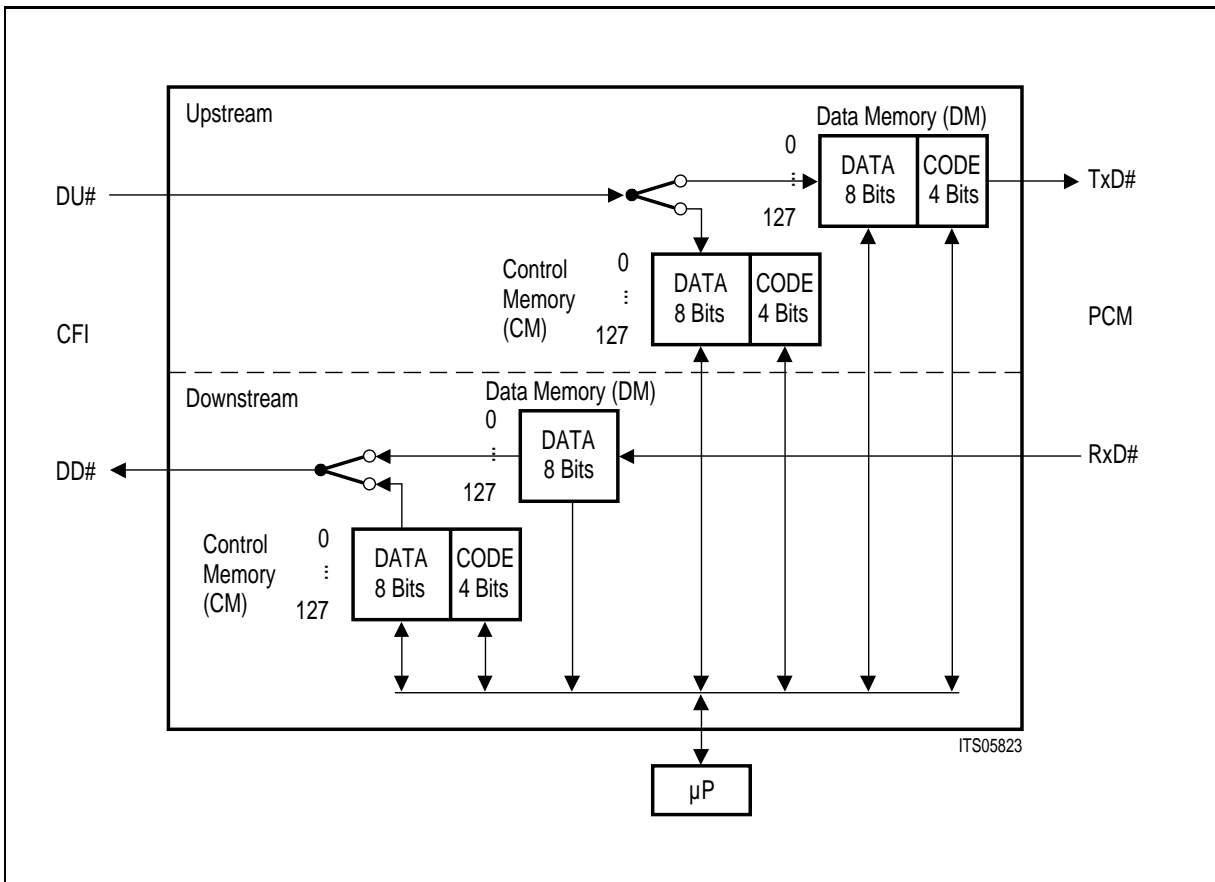 Upstream
Data Memory (DM)
0
...
127
DATA
8 Bits
CODE
4 Bits
DU#
TxD#
Control
Memory
(CM)
0
...
127
DATA
8 Bits
CODE
4 Bits
CFI
PCM
Downstream
Data Memory (DM)
0
...
127
DATA
8 Bits
DD#
RxD#
Control
Memory
(CM)
0
...
127
DATA
8 Bits
CODE
4 Bits
ITS05823
µP